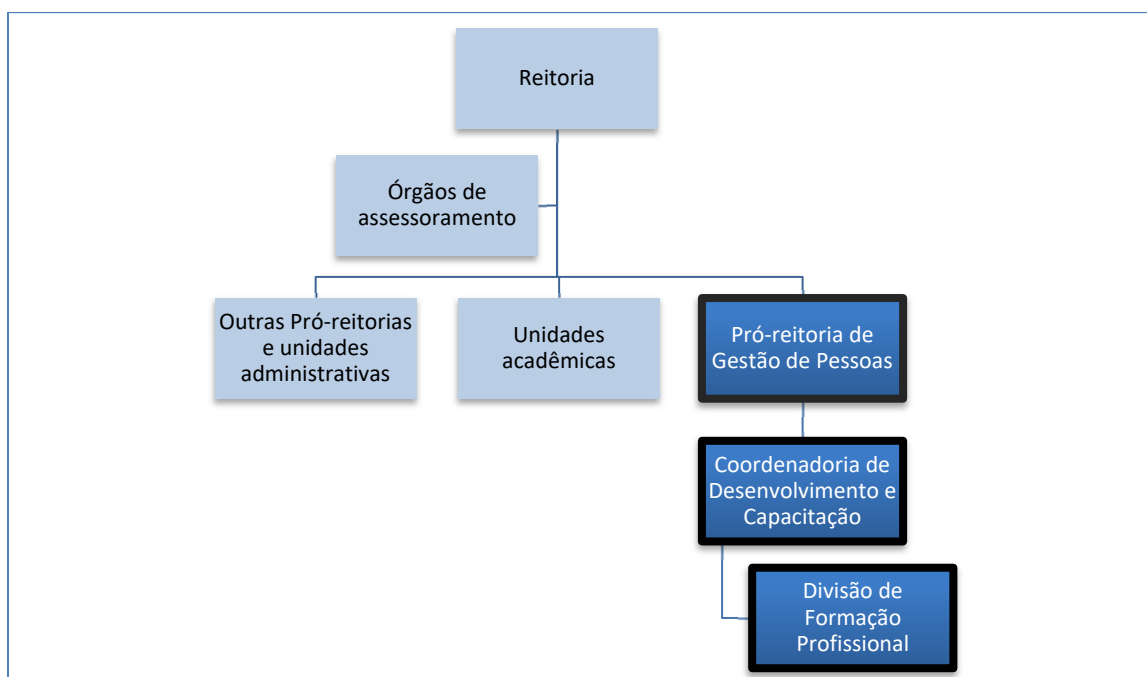 Reitoria
Órgãos de
assessoramento
Outras Pró-reitorias
e unidades
administrativas
Unidades
acadêmicas
Pró-reitoria de
Gestão de Pessoas
Coordenadoria de
Desenvolvimento e
Capacitação
Divisão de
Formação
Profissional